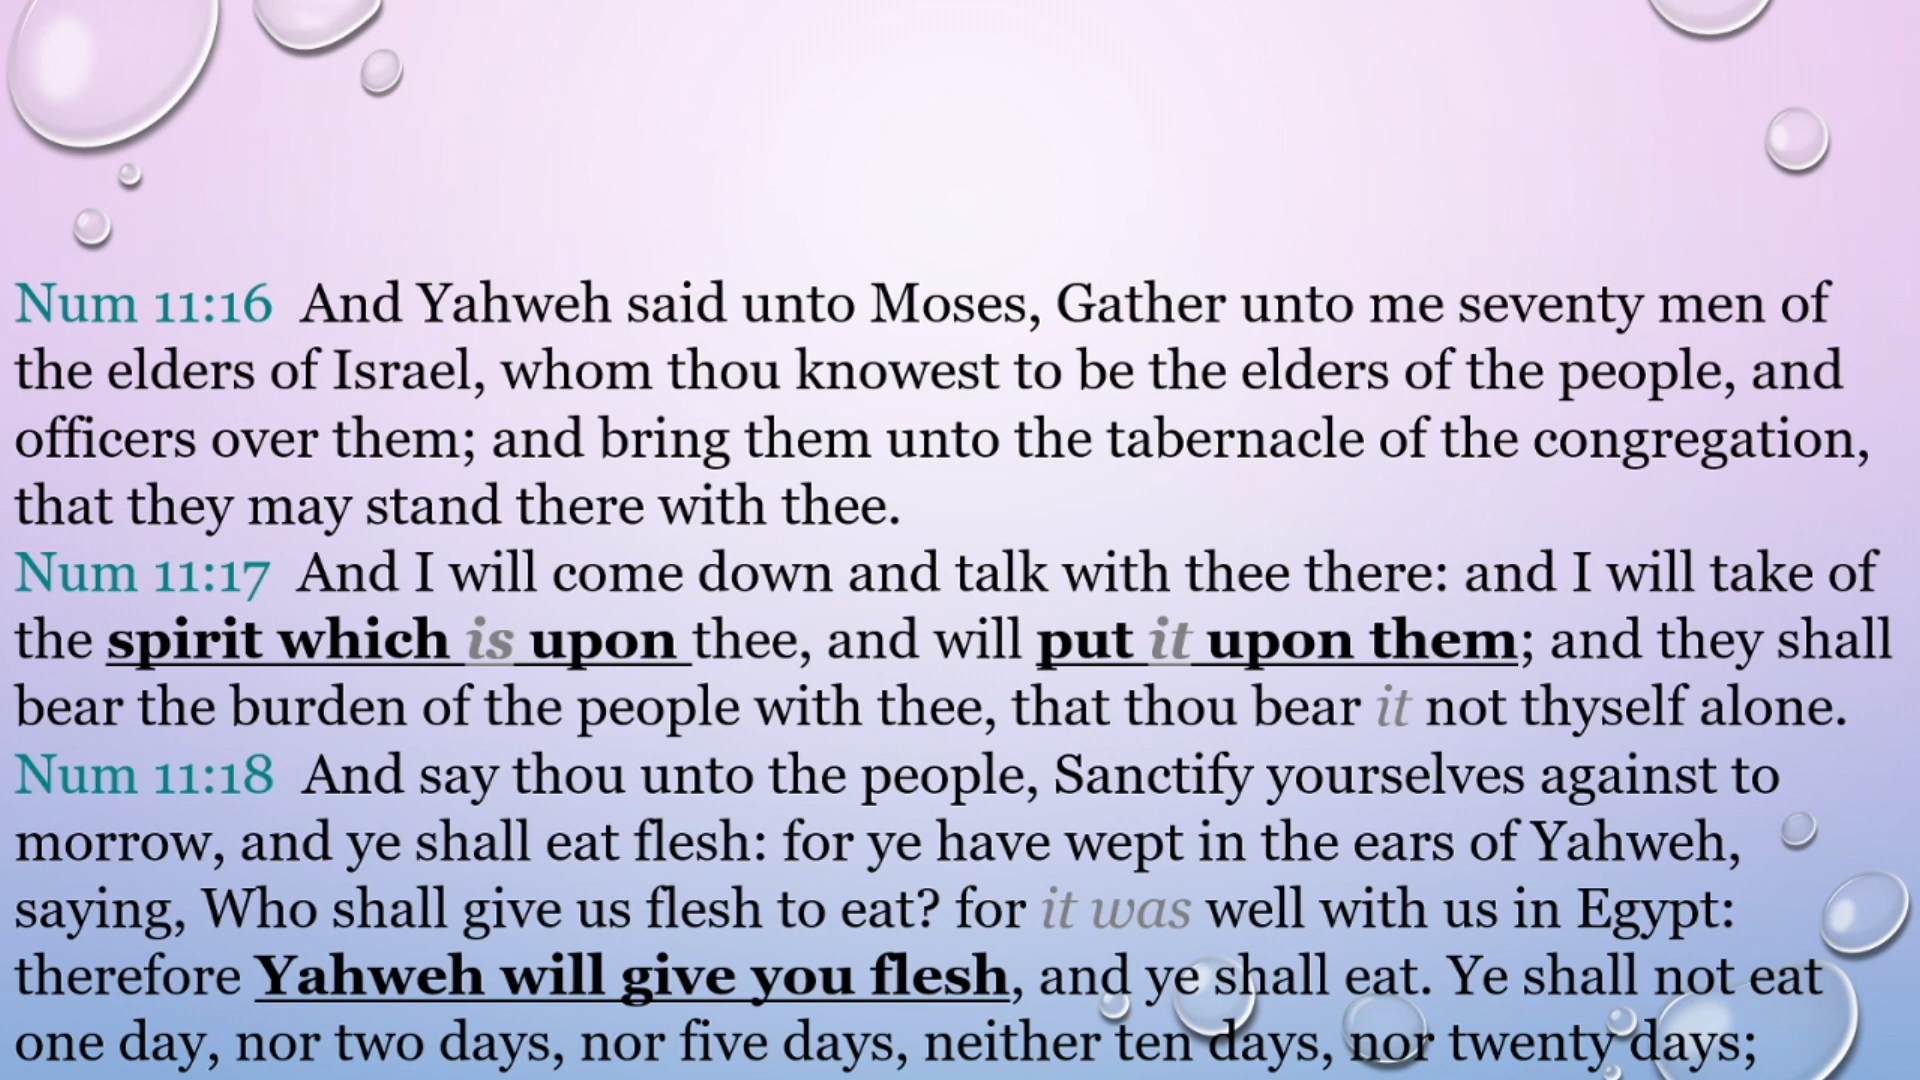 Num 11:16 And Yahweh said unto Moses, Gather unto me seventy men of
the elders of Israel, whom thou knowest to be the elders of the people, and
officers over them; and bring them unto the tabernacle of the congregation,
that they may stand there with thee.
Num 11:17 And I will come down and talk with thee there: and I will take of
the spirit which is upon thee, and will put it upon them; and they shall
bear the burden of the people with thee, that thou bear it not thyself alone.
Num 11:18 And say thou unto the people, Sanctify yourselves against to
morrow, and ye shall eat flesh: for ye have wept in the ears of Yahweh,
saying, Who shall give us flesh to eat? for it was well with us in Egypt:
therefore Yahweh will give you flesh, and ye shall eat. Ye shall not eat
one day, nor two days, nor five days, neither ten days, nor twenty days;